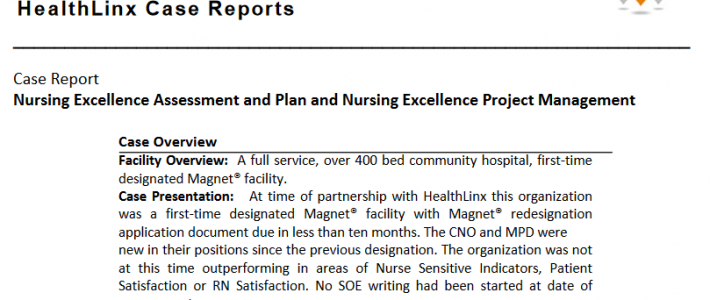 HealthLinx Case Reports
Case Report
Nursing Excellence Assessment and Plan and Nursing Excellence Project Management
Case Overview
Facility Overview: A full service, over 400 bed community hospital, first-time
designated Magnet® facility.
Case Presentation: At time of partnership with HealthLinx this organization
was a first-time designated Magnet® facility with Magnet® redesignation
application document due in less than ten months. The CNO and MPD were
new in their positions since the previous designation. The organization was not
at this time outperforming in areas of Nurse Sensitive Indicators, Patient
Satisfaction or RN Satisfaction. No SOE writing had been started at date of